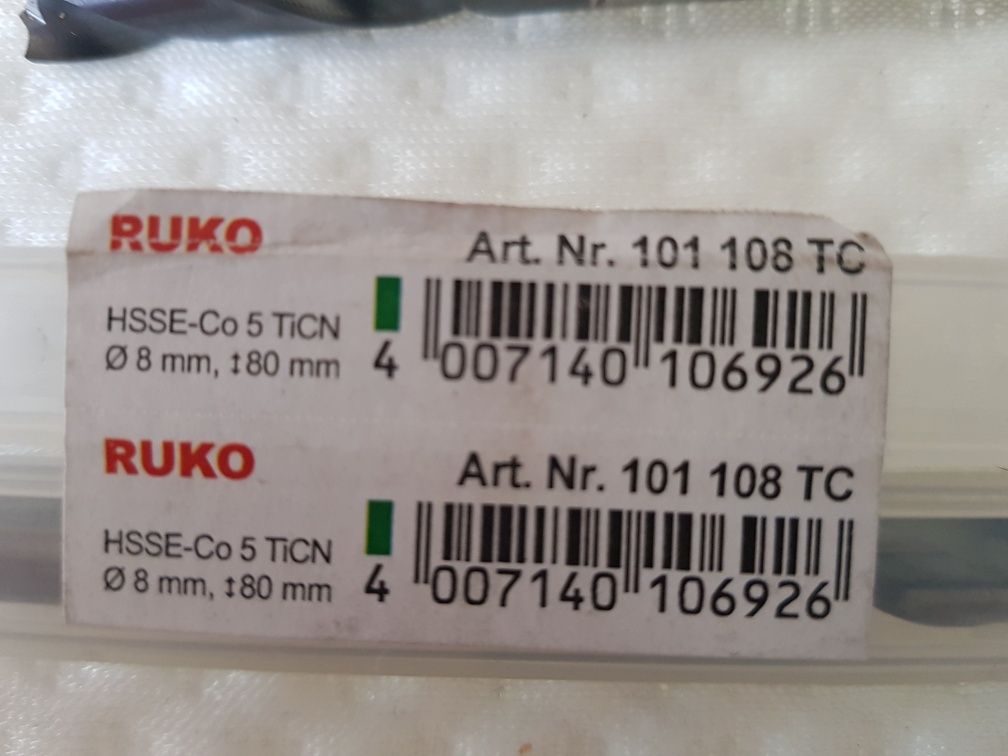 RUKO
Art. Nr. 101 108 TC
HSSE-Co 5 TiCN
Ø 8 mm, ↕80 mm
4 007140 106926
RUKO
Art. Nr. 101 108 TC
HSSE-Co 5 TiCN
Ø 8 mm, ↕80 mm
4 007140 106926